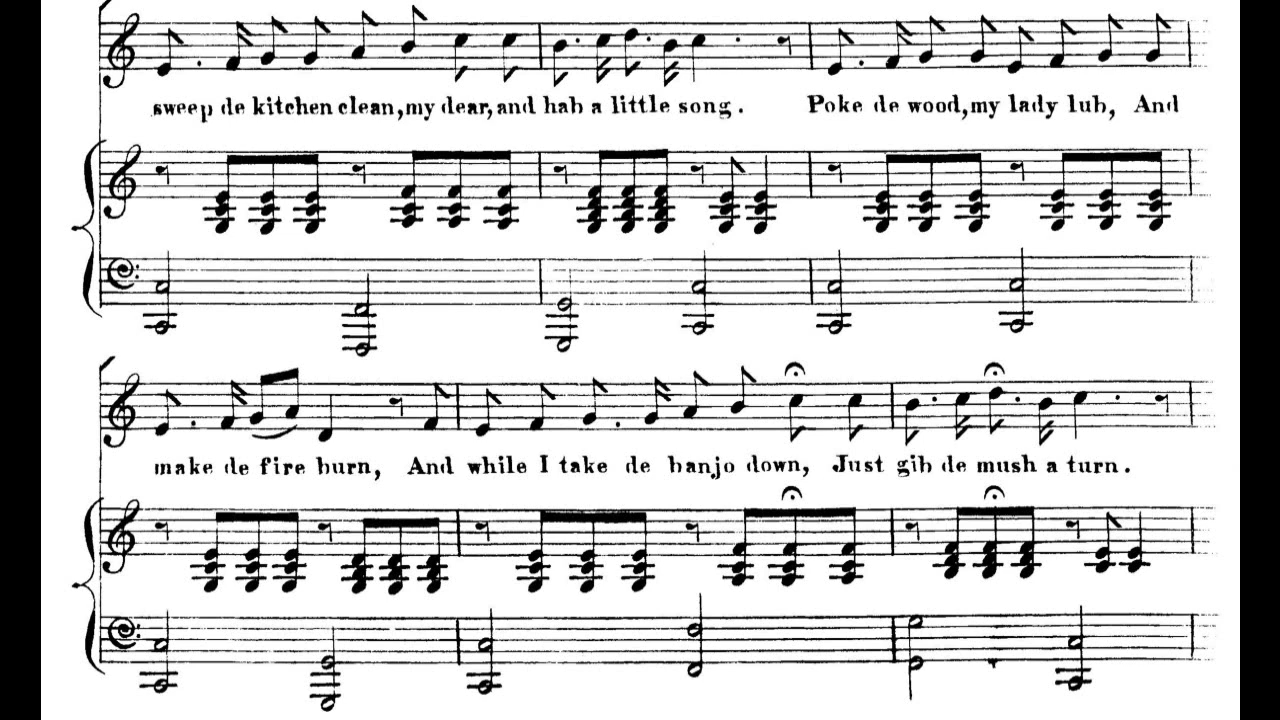 sweep de kitchen clean, my dear, and hab a little song. Poke de wood, my lady lub, And
make de fire burn, And while I take de banjo down, Just gib de mush a turn.